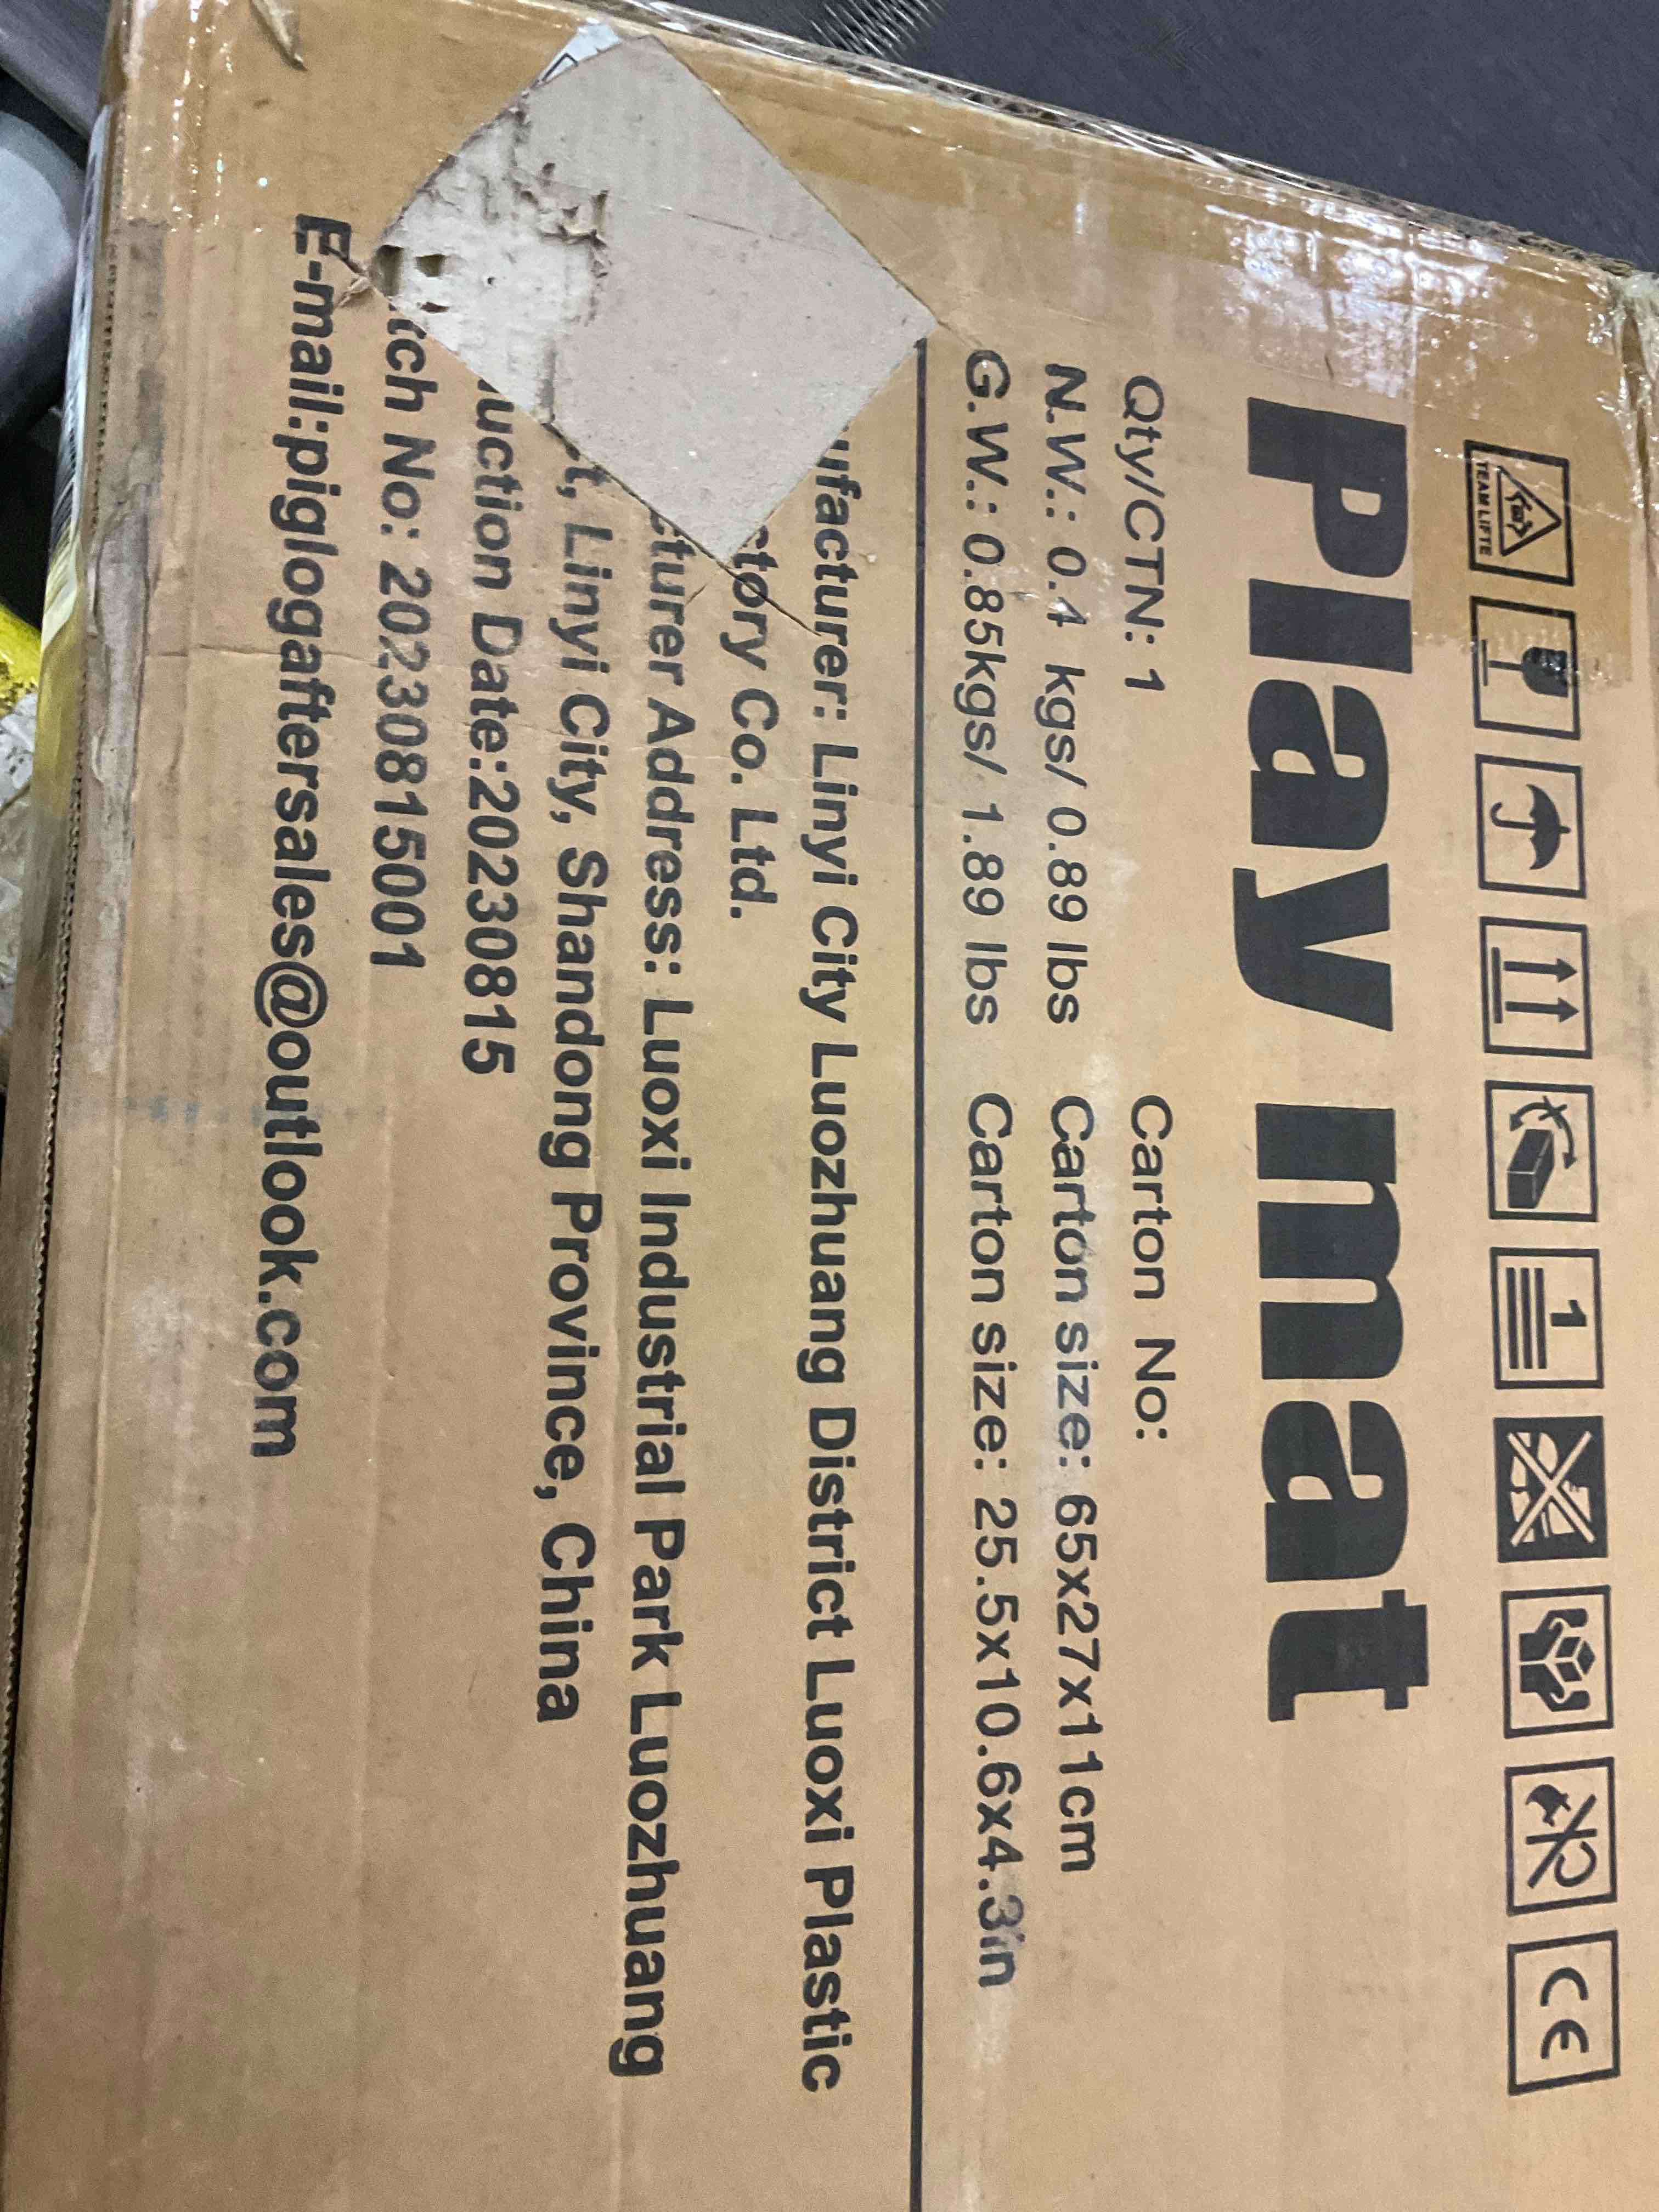 TEAM LIFTE
1
CE
Play mat
Qty/CTN: 1 Carton No:
N.W.: 0.4 kgs/ 0.89 lbs Carton size: 65x27x11cm
G.W.: 0.85kgs/ 1.89 lbs Carton size: 25.5x10.6x4.3in
ufacturer: Linyi City Luozhuang District Luoxi Plastic
ctory Co. Ltd.
cturer Address: Luoxi Industrial Park Luozhuang
t, Linyi City, Shandong Province, China
uction Date:20230815
tch No: 20230815001
E-mail:piglogaftersales@outlook.com